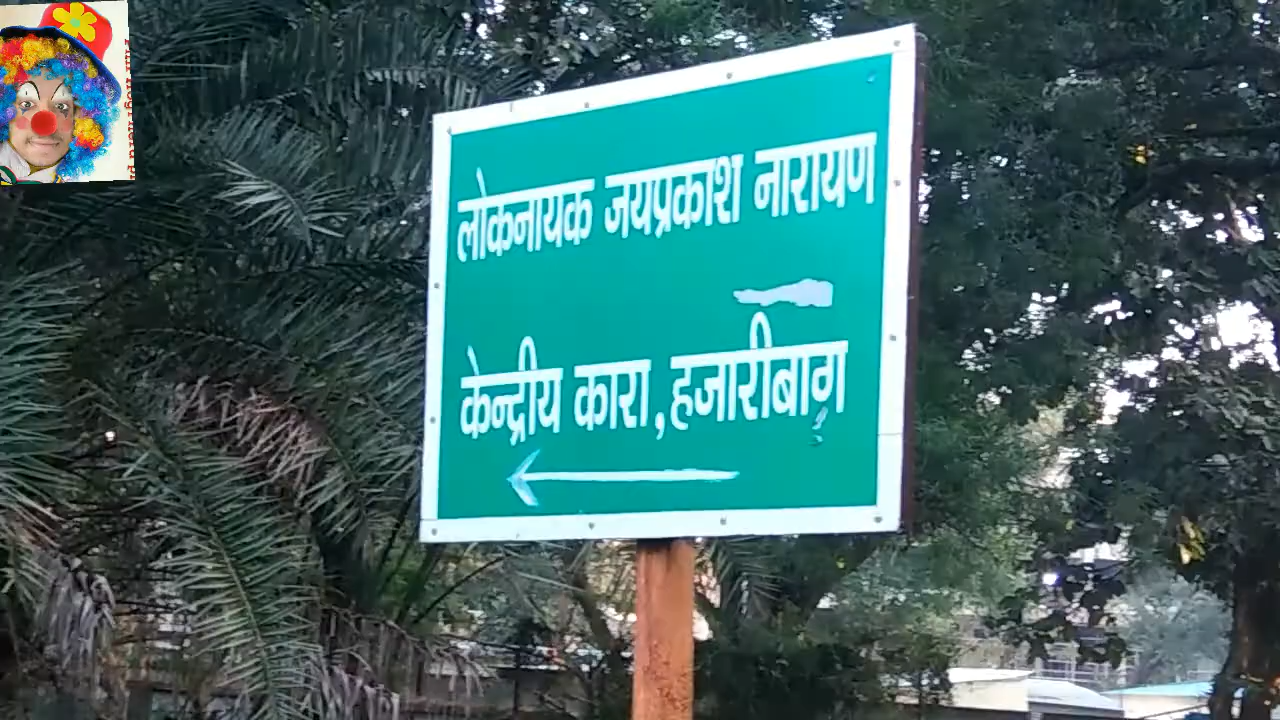 लोकनायक जयप्रकाश नारायण
केन्द्रीय कारा,हजारीबाग़